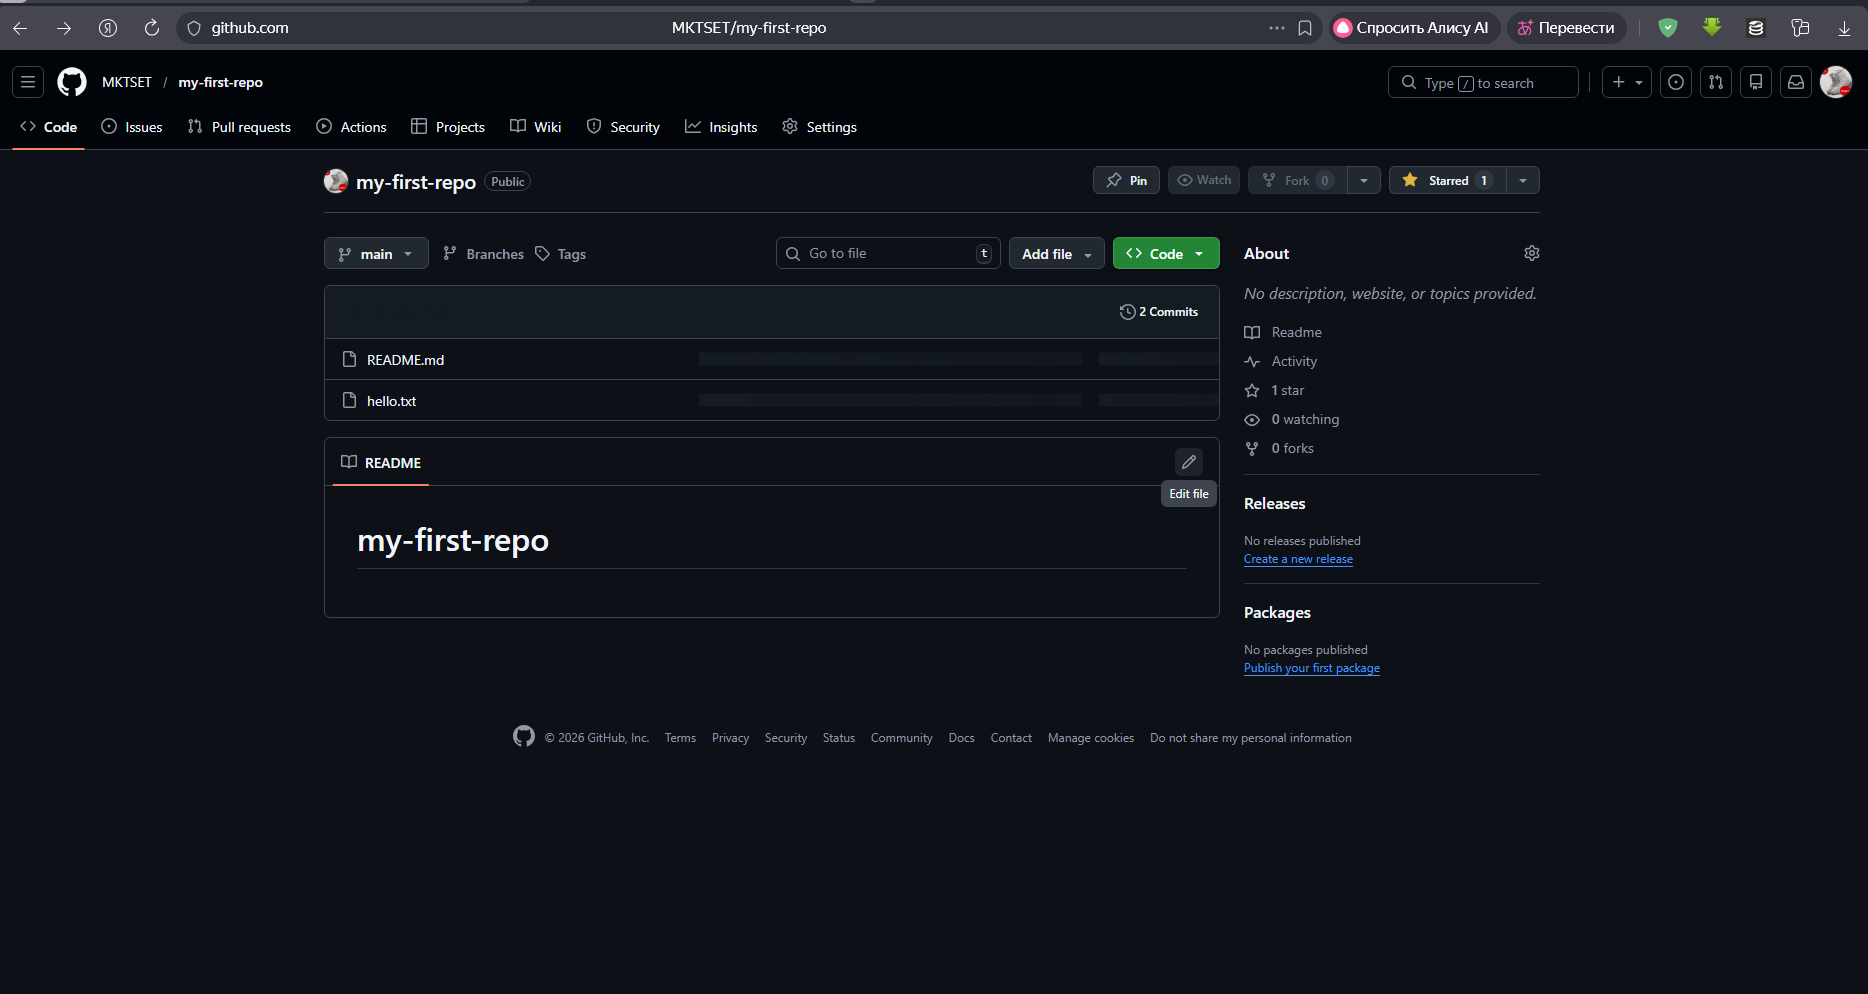 github.com MKTSET/my-first-repo Спросить Алису AI Перевести
MKTSET / my-first-repo Type / to search
Code Issues Pull requests Actions Projects Wiki Security Insights Settings
my-first-repo Public Pin Watch Fork 0 Starred 1
main Branches Tags Go to file t Add file Code
2 Commits
README.md
hello.txt
README
Edit file
my-first-repo
About
No description, website, or topics provided.
Readme
Activity
1 star
0 watching
0 forks
Releases
No releases published
Create a new release
Packages
No packages published
Publish your first package
© 2026 GitHub, Inc. Terms Privacy Security Status Community Docs Contact Manage cookies Do not share my personal information